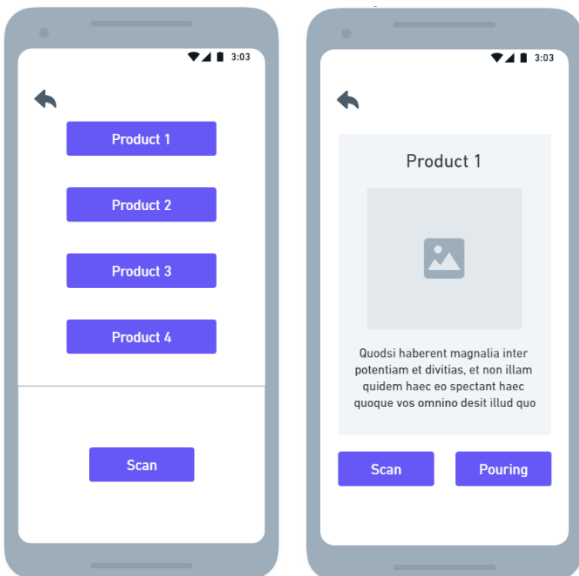 3:03
Product 1
Product 2
Product 3
Product 4
Scan
3:03
Product 1
Quodsi haberent magnalia inter
potentiam et divitias, et non illam
quidem haec eo spectant haec
quoque vos omnino desit illud quo
Scan
Pouring